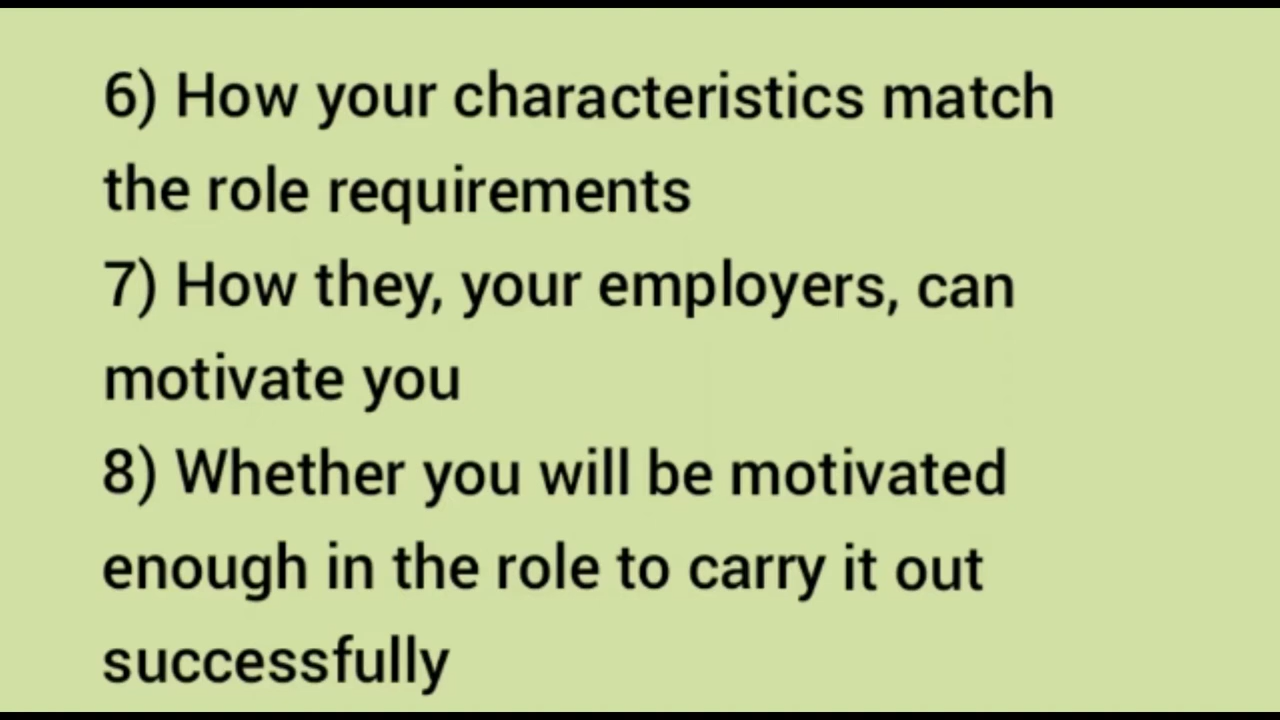 6) How your characteristics match
the role requirements
7) How they, your employers, can
motivate you
8) Whether you will be motivated
enough in the role to carry it out
successfully